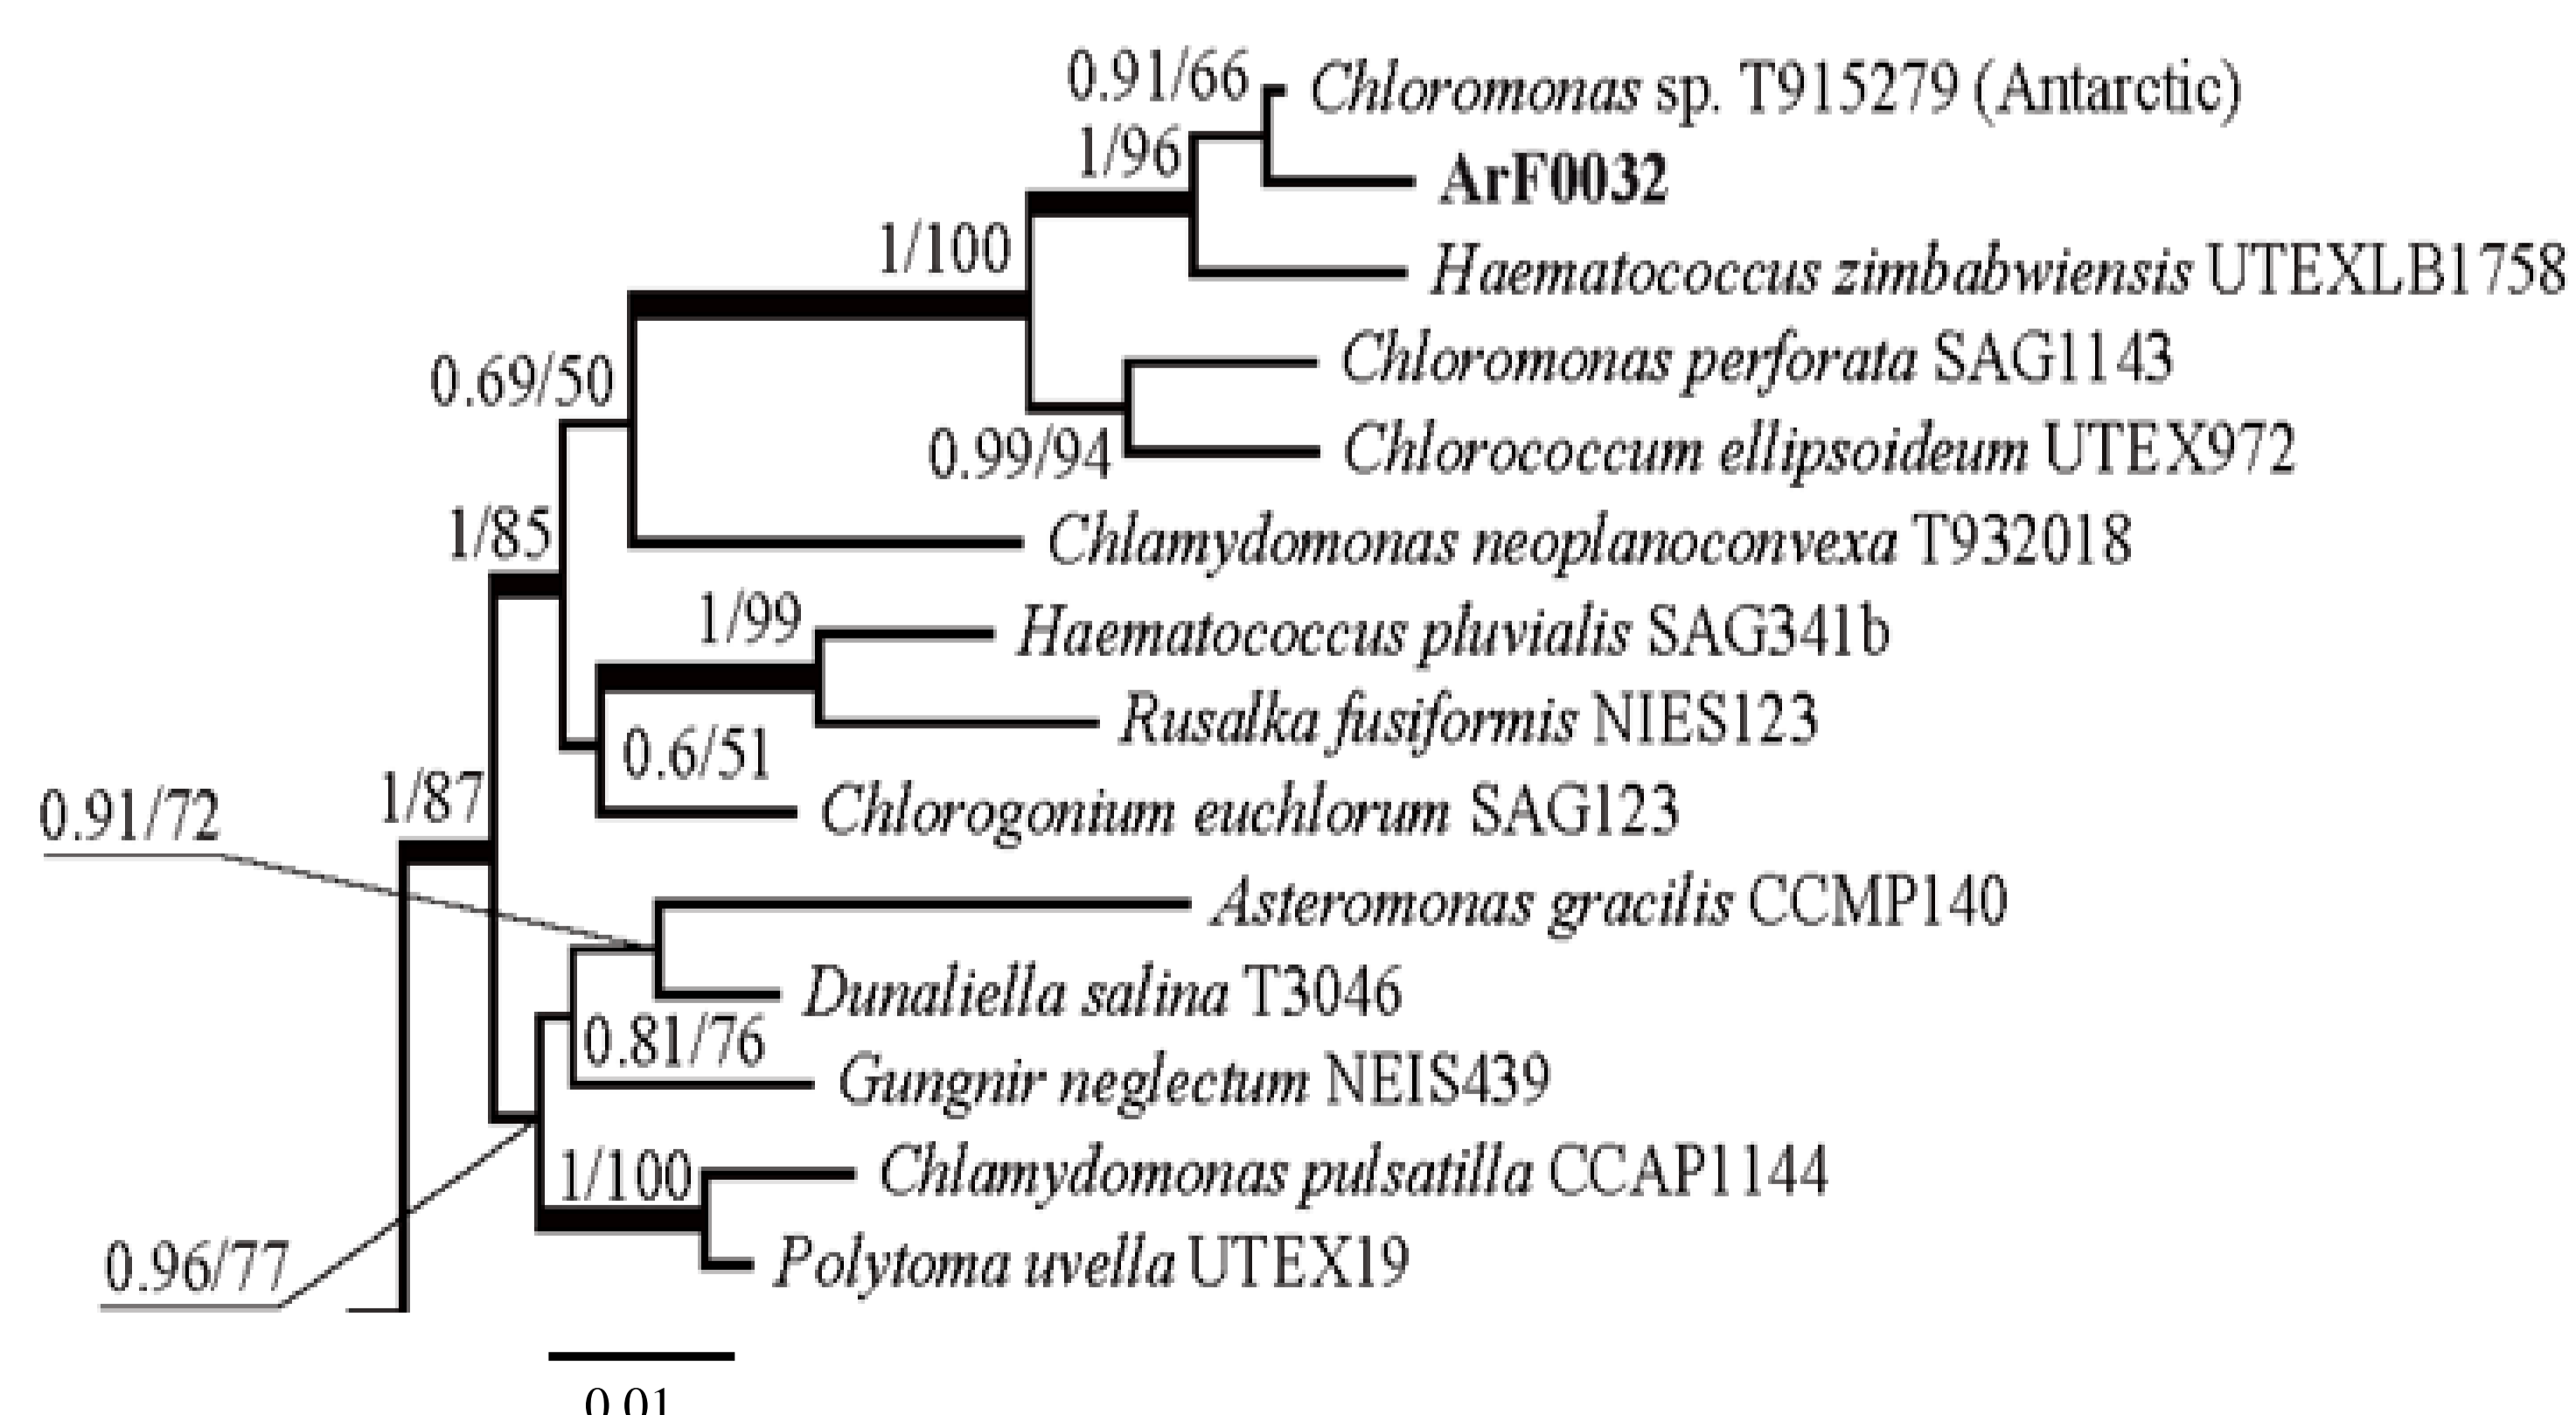 0.91/66
Chloromonas sp. T915279 (Antarctic)
1/96
ArF0032
1/100
Haematococcus zimbabwiensis UTEXLB1758
Chloromonas perforata SAG1143
0.69/50
0.99/94
Chlorococcum ellipsoideum UTEX972
1/85
Chlamydomonas neoplanoconvexa T932018
1/99
Haematococcus pluvialis SAG341b
Rusalka fusiformis NIES123
0.6/51
1/87
Chlorogonium euchlorum SAG123
0.91/72
Asteromonas gracilis CCMP140
Dunaliella salina T3046
0.81/76
Gungnir neglectum NEIS439
1/100
Chlamydomonas pulsatilla CCAP1144
0.96/77
Polytoma uvella UTEX19
0.01